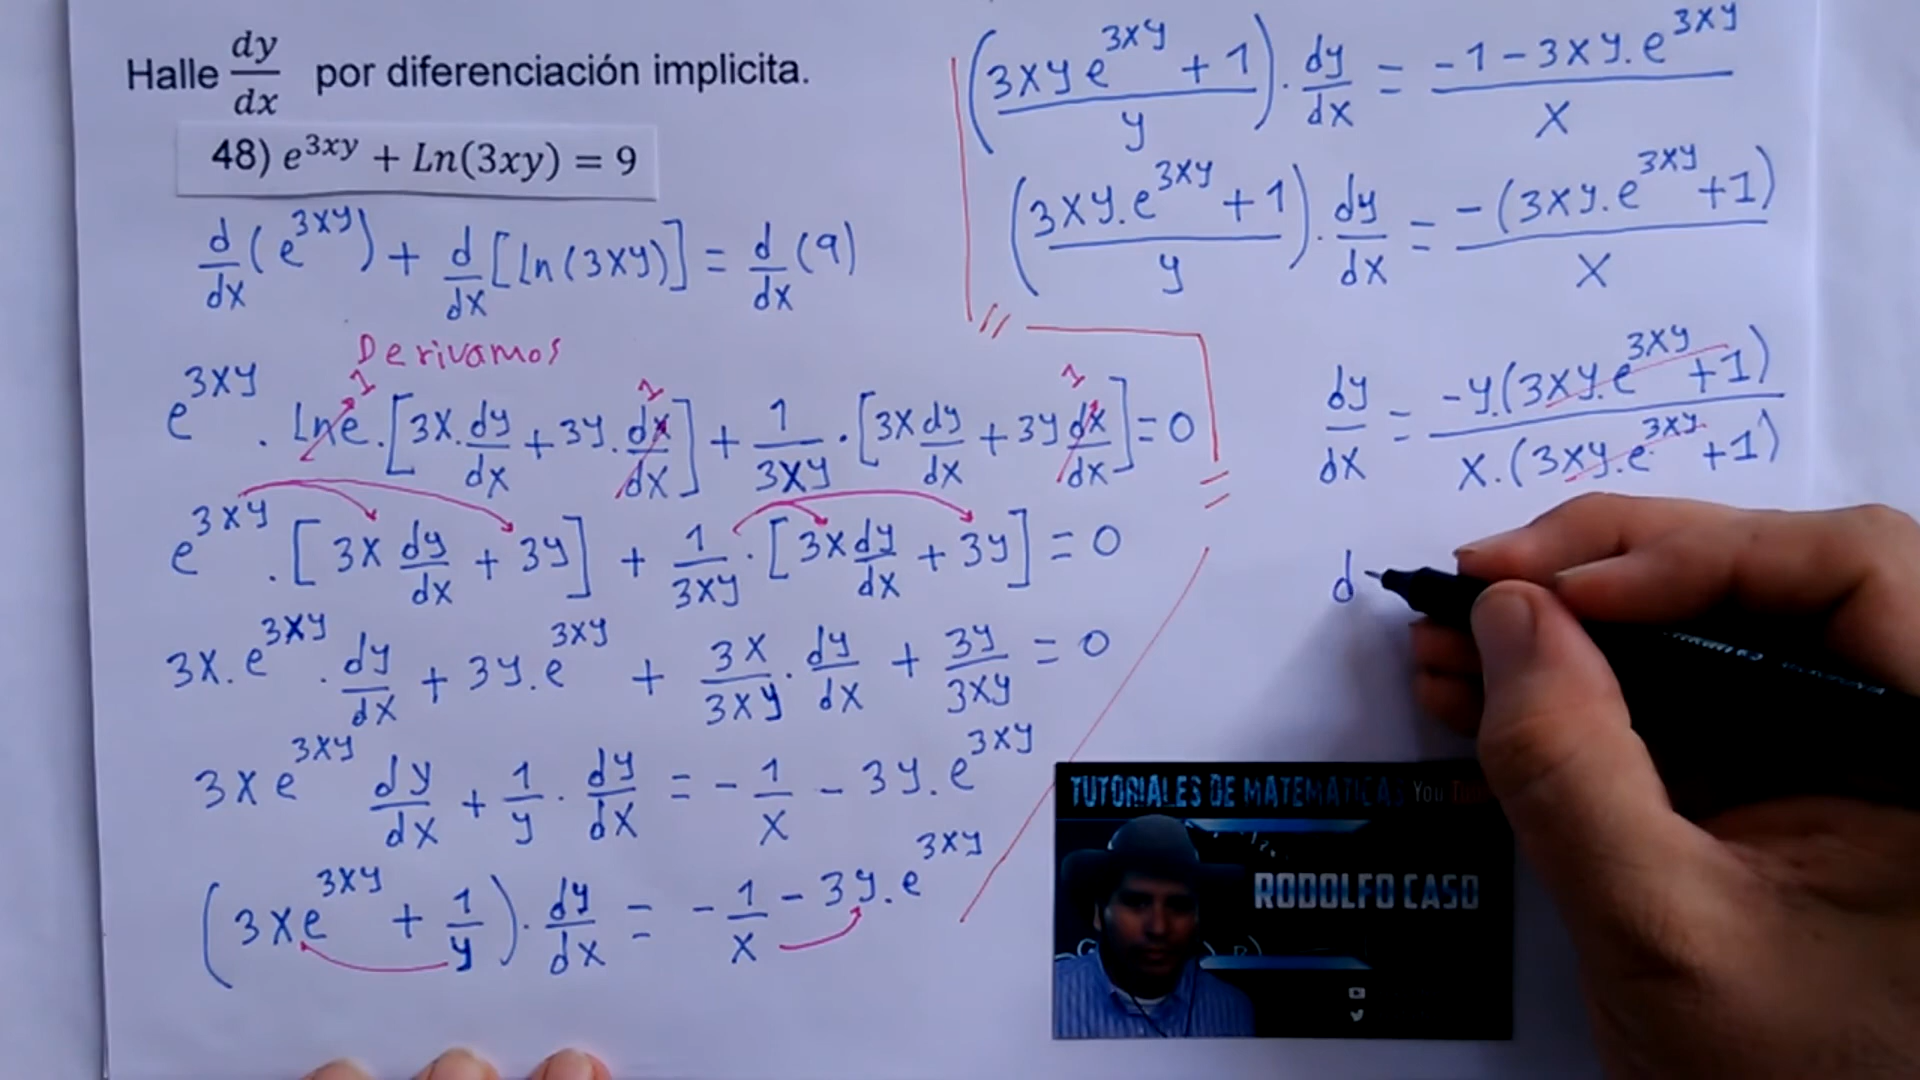 Halle dy/dx por diferenciación implicita.
48) e^{3xy} + Ln(3xy) = 9
d/dx (e^{3xy}) + d/dx [ln(3xy)] = d/dx (9)
Derivamos
e^{3xy} . lne^1 . [3x. dy/dx + 3y. dx/dx^1] + 1/3xy . [3x dy/dx + 3y dx/dx^1] = 0
e^{3xy} . [3x dy/dx + 3y] + 1/3xy . [3x dy/dx + 3y] = 0
3x. e^{3xy} . dy/dx + 3y. e^{3xy} + 3x/3xy . dy/dx + 3y/3xy = 0
3x e^{3xy} dy/dx + 1/y . dy/dx = - 1/x - 3y. e^{3xy}
(3xe^{3xy} + 1/y) . dy/dx = - 1/x - 3y. e^{3xy}
(3xy e^{3xy} + 1 / y) . dy/dx = -1 - 3xy. e^{3xy} / x
(3xy. e^{3xy} + 1 / y) . dy/dx = -(3xy. e^{3xy} + 1) / x
dy/dx = -y.(3xy.e^{3xy} + 1) / x.(3xy.e^{3xy} + 1)
d
TUTORIALES DE MATEMATICAS You
RODOLFO CASO